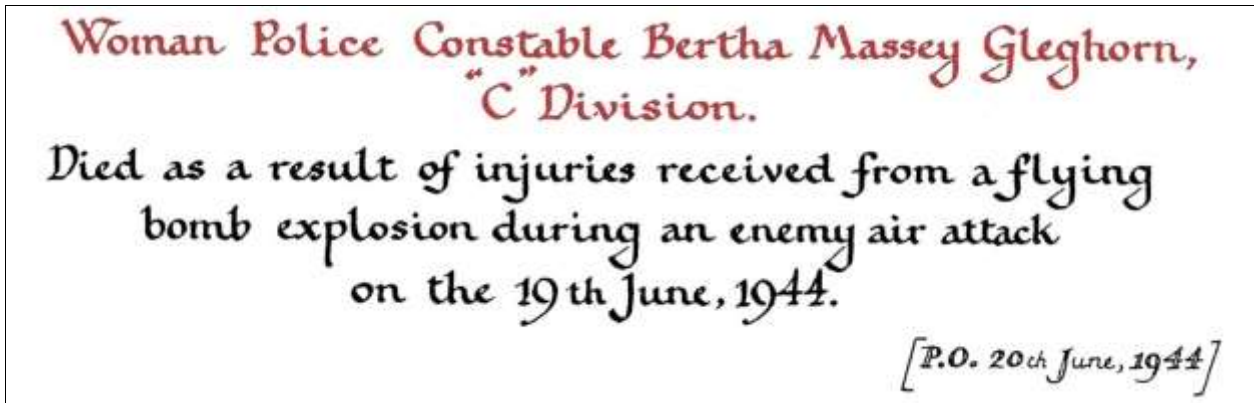 Woman Police Constable Bertha Massey Gleghorn,
"C" Division.
Died as a result of injuries received from a flying
bomb explosion during an enemy air attack
on the 19th June, 1944.
[P.O. 20th June, 1944]